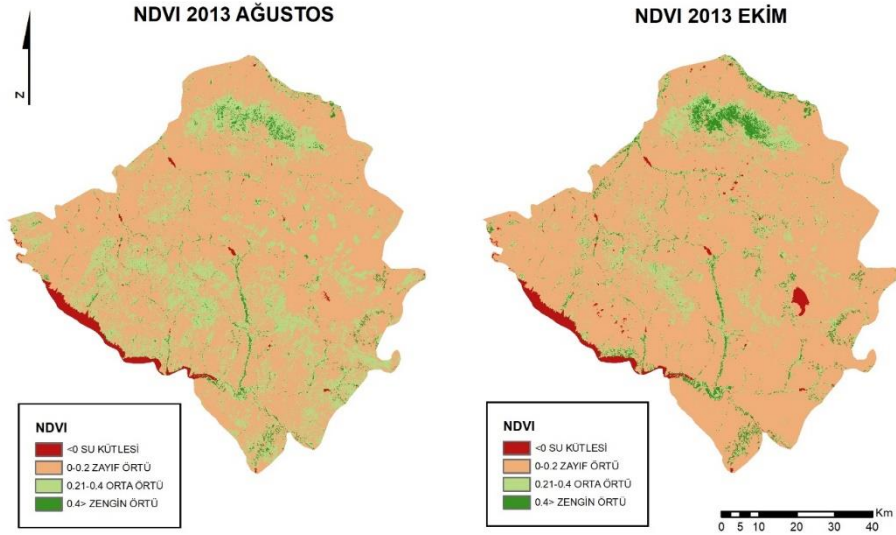 NDVI 2013 AĞUSTOS
NDVI 2013 EKİM
N
NDVI
<0 SU KÜTLESİ
0-0.2 ZAYIF ÖRTÜ
0.21-0.4 ORTA ÖRTÜ
0.4> ZENGİN ÖRTÜ
NDVI
<0 SU KÜTLESİ
0-0.2 ZAYIF ÖRTÜ
0.21-0.4 ORTA ÖRTÜ
0.4> ZENGİN ÖRTÜ
Km
0 5 10 20 30 40